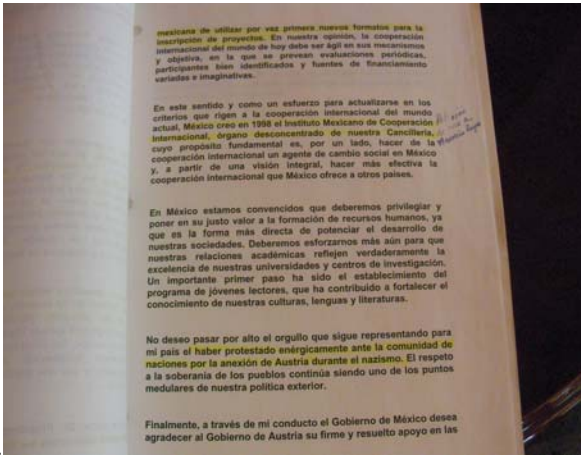 mexicana de utilizar por vez primera nuevos formatos para la
inscripción de proyectos. En nuestra opinión, la cooperación
internacional del mundo de hoy debe ser ágil en sus mecanismos
y objetiva, en la que se prevean evaluaciones periódicas,
participantes bien identificados y fuentes de financiamiento
variadas e imaginativas.
En este sentido y como un esfuerzo para actualizarse en los
criterios que rigen a la cooperación internacional del mundo
actual, México creo en 1998 el Instituto Mexicano de Cooperación
Internacional, órgano desconcentrado de nuestra Cancillería,
cuyo propósito fundamental es, por un lado, hacer de la
cooperación internacional un agente de cambio social en México
y, a partir de una visión integral, hacer más efectiva la
cooperación internacional que México ofrece a otros países.
En México estamos convencidos que deberemos privilegiar y
poner en su justo valor a la formación de recursos humanos, ya
que es la forma más directa de potenciar el desarrollo de
nuestras sociedades. Deberemos esforzarnos más aún para que
nuestras relaciones académicas reflejen verdaderamente la
excelencia de nuestras universidades y centros de investigación.
Un importante primer paso ha sido el establecimiento del
programa de jóvenes lectores, que ha contribuido a fortalecer el
conocimiento de nuestras culturas, lenguas y literaturas.
No deseo pasar por alto el orgullo que sigue representando para
mi país el haber protestado enérgicamente ante la comunidad de
naciones por la anexión de Austria durante el nazismo. El respeto
a la soberanía de los pueblos continúa siendo uno de los puntos
medulares de nuestra política exterior.
Finalmente, a través de mi conducto el Gobierno de México desea
agradecer al Gobierno de Austria su firme y resuelto apoyo en las